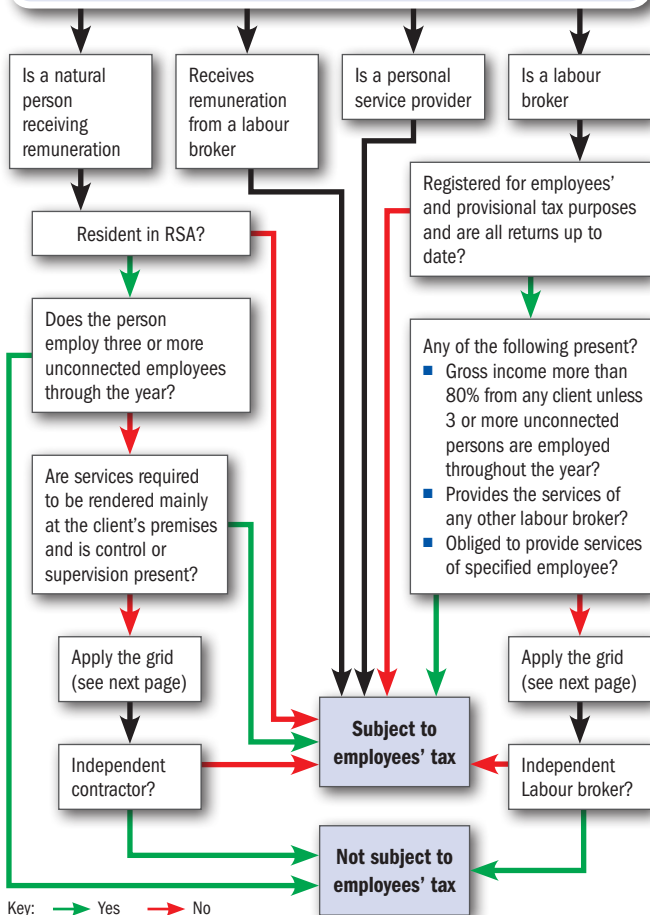 Is a natural
person
receiving
remuneration
Receives
remuneration
from a labour
broker
Is a personal
service provider
Is a labour
broker
Resident in RSA?
Registered for employees'
and provisional tax purposes
and are all returns up to
date?
Does the person
employ three or more
unconnected employees
through the year?
Any of the following present?
■ Gross income more than
80% from any client unless
3 or more unconnected
persons are employed
throughout the year?
■ Provides the services of
any other labour broker?
■ Obliged to provide services
of specified employee?
Are services required
to be rendered mainly
at the client's premises
and is control or
supervision present?
Apply the grid
(see next page)
Apply the grid
(see next page)
Subject to
employees' tax
Independent
contractor?
Independent
Labour broker?
Not subject to
employees' tax
Key: Yes No